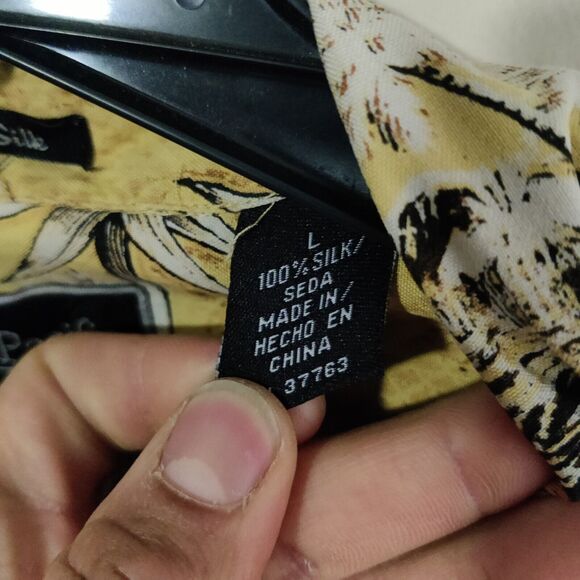 Silk
L
100% SILK/
SEDA
MADE IN/
HECHO EN
CHINA
37763